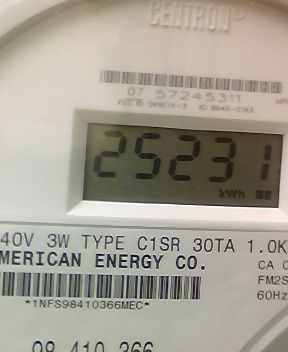 CENTRON®
07 57245311
25231
kWh
40V 3W TYPE C1SR 30TA 1.0K
MERICAN ENERGY CO.
CA 0
FM2S
60Hz
*1NFS98410366MEC*
98 410 366